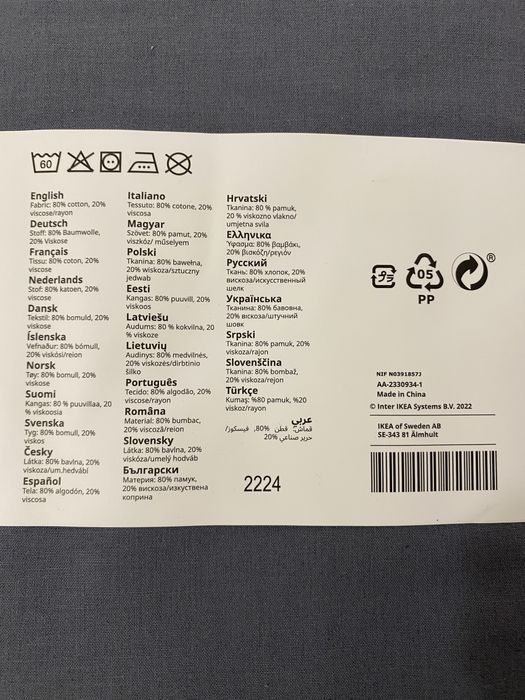 60
English
Fabric: 80% cotton, 20%
viscose/rayon
Deutsch
Stoff: 80% Baumwolle,
20% Viskose
Français
Tissu: 80% coton, 20%
viscose
Nederlands
Stof: 80% katoen, 20%
viscose
Dansk
Tekstil: 80% bomuld, 20%
viskose
Íslenska
Vefnaður: 80% bómull,
20% viskósi/reion
Norsk
Tøy: 80% bomull, 20%
viskose
Suomi
Kangas: 80 % puuvillaa, 20
% viskoosia
Svenska
Tyg: 80% bomull, 20%
viskos
Česky
Látka: 80% bavlna, 20%
viskoza/um.hedvábí
Español
Tela: 80% algodón, 20%
viscosa
Italiano
Tessuto: 80% cotone, 20%
viscosa
Magyar
Szövet: 80% pamut, 20%
viszkóz/ műselyem
Polski
Tkanina: 80% bawełna,
20% wiskoza/sztuczny
jedwab
Eesti
Kangas: 80% puuvill, 20%
viskoos
Latviešu
Audums: 80 % kokvilna, 20
% viskoze
Lietuvių
Audinys: 80% medvilnės,
20% viskozės/dirbtinio
šilko
Português
Tecido: 80% algodão, 20%
viscose/rayon
Româna
Material: 80% bumbac,
20% viscoză/reion
Slovensky
Látka: 80% bavlna, 20%
viskóza/umelý hodváb
Български
Материя: 80% памук,
20% вискоза/изкуствена
коприна
Hrvatski
Tkanina: 80 % pamuk,
20 % viskozno vlakno/
umjetna svila
Ελληνικα
Ύφασμα: 80% βαμβάκι,
20% βισκόζη/ρεγιόν
Русский
Ткань: 80% хлопок, 20%
вискоза/искусственный
шелк
Українська
Тканина: 80% бавовна,
20% віскоза/штучний
шовк
Srpski
Tkanina: 80% pamuk, 20%
viskoza/rajon
Slovenščina
Tkanina: 80% bombaž,
20% viskoza/rejon
Türkçe
Kumaş: %80 pamuk, %20
viskoz/rayon
عربي
قماش: قطن 80%, فيسكوز/
حرير صناعي 20%
2224
05
PP
®
NIF N0391857J
AA-2330934-1
Made in China
© Inter IKEA Systems B.V. 2022
IKEA of Sweden AB
SE-343 81 Älmhult